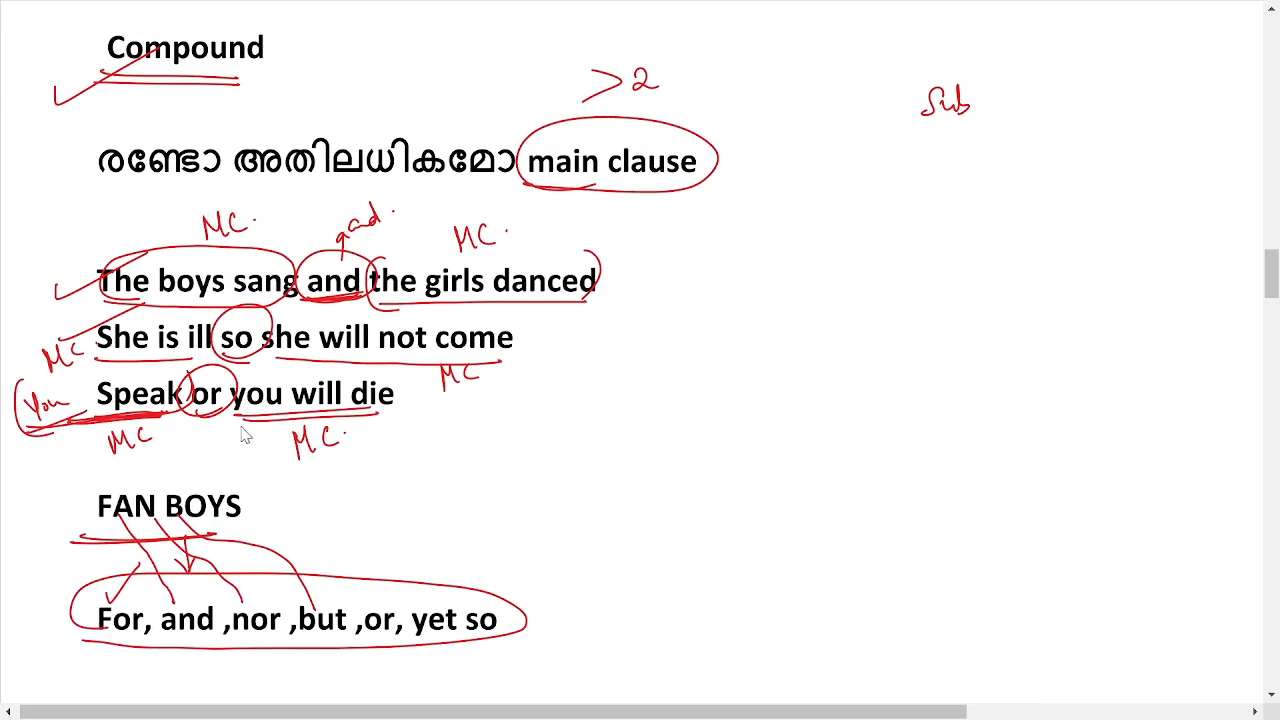 Compound
>2
Sub
രണ്ടോ അതിലധികമോ main clause
MC. and. MC.
The boys sang and the girls danced
She is ill so she will not come
MC MC
Speak or you will die
You
MC MC.
FAN BOYS
For, and ,nor ,but ,or, yet so